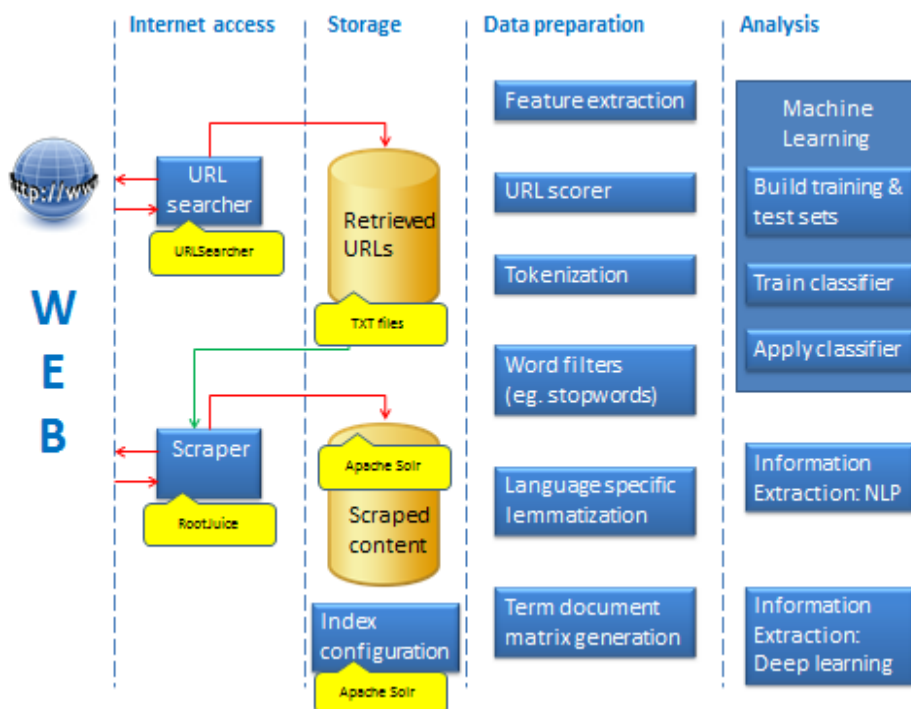 Internet access
Storage
Data preparation
Analysis
http://www
W
E
B
URL
searcher
URLSearcher
Scraper
RootJuice
Retrieved
URLs
TXT files
Apache Solr
Scraped
content
Index
configuration
Apache Solr
Feature extraction
URL scorer
Tokenization
Word filters
(eg. stopwords)
Language specific
lemmatization
Term document
matrix generation
Machine
Learning
Build training &
test sets
Train classifier
Apply classifier
Information
Extraction: NLP
Information
Extraction:
Deep learning